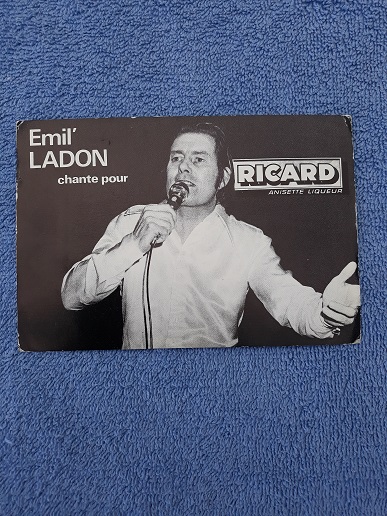 Emil'
LADON
chante pour
RICARD
ANISETTE LIQUEUR